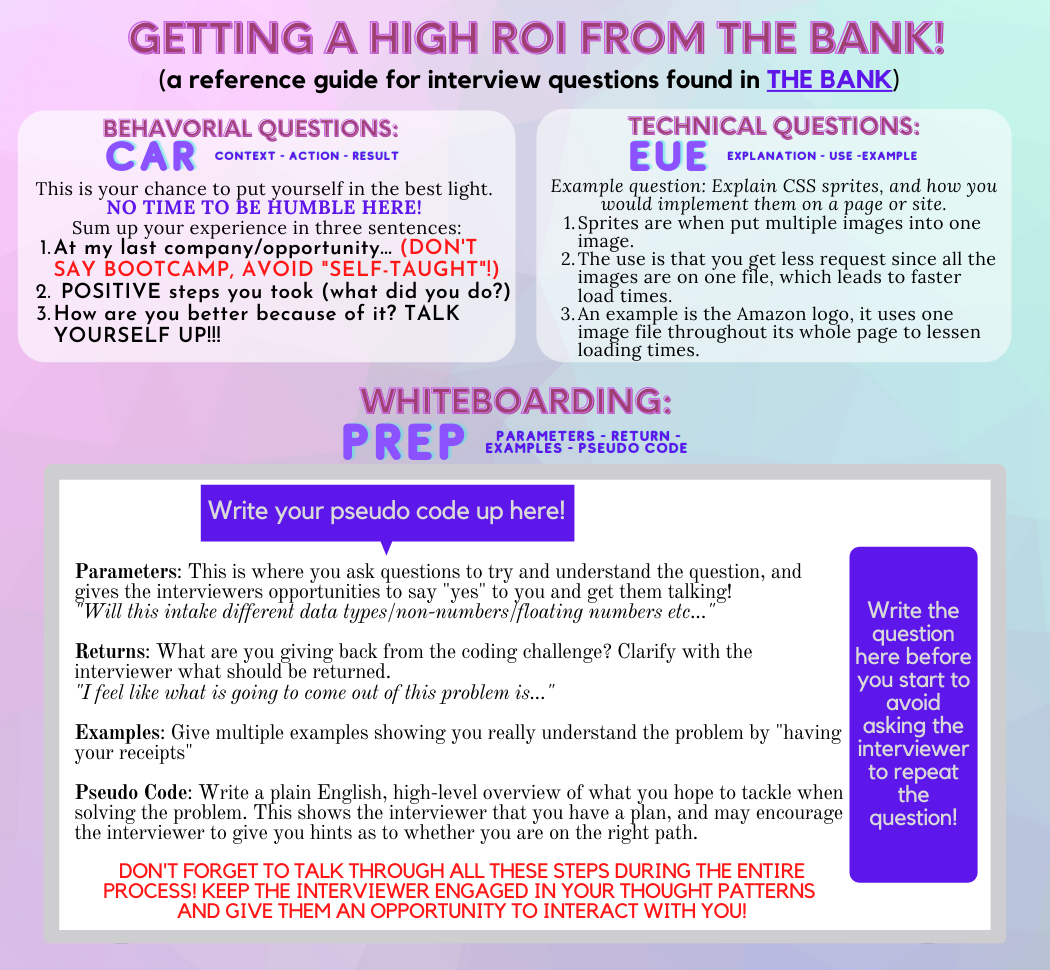 GETTING A HIGH ROI FROM THE BANK!
(a reference guide for interview questions found in THE BANK)
BEHAVORIAL QUESTIONS:
CAR CONTEXT - ACTION - RESULT
This is your chance to put yourself in the best light.
NO TIME TO BE HUMBLE HERE!
Sum up your experience in three sentences:
1. At my last company/opportunity... (DON'T
SAY BOOTCAMP, AVOID "SELF-TAUGHT"!)
2. POSITIVE steps you took (what did you do?)
3. How are you better because of it? TALK
YOURSELF UP!!!
TECHNICAL QUESTIONS:
EUE EXPLANATION - USE -EXAMPLE
Example question: Explain CSS sprites, and how you
would implement them on a page or site.
1. Sprites are when put multiple images into one
image.
2. The use is that you get less request since all the
images are on one file, which leads to faster
load times.
3. An example is the Amazon logo, it uses one
image file throughout its whole page to lessen
loading times.
WHITEBOARDING:
PREP PARAMETERS - RETURN -
EXAMPLES - PSEUDO CODE
Write your pseudo code up here!
Parameters: This is where you ask questions to try and understand the question, and
gives the interviewers opportunities to say "yes" to you and get them talking!
"Will this intake different data types/non-numbers/floating numbers etc..."
Returns: What are you giving back from the coding challenge? Clarify with the
interviewer what should be returned.
"I feel like what is going to come out of this problem is..."
Examples: Give multiple examples showing you really understand the problem by "having
your receipts"
Pseudo Code: Write a plain English, high-level overview of what you hope to tackle when
solving the problem. This shows the interviewer that you have a plan, and may encourage
the interviewer to give you hints as to whether you are on the right path.
DON'T FORGET TO TALK THROUGH ALL THESE STEPS DURING THE ENTIRE
PROCESS! KEEP THE INTERVIEWER ENGAGED IN YOUR THOUGHT PATTERNS
AND GIVE THEM AN OPPORTUNITY TO INTERACT WITH YOU!
Write the
question
here before
you start to
avoid
asking the
interviewer
to repeat
the
question!